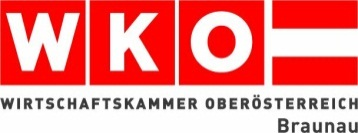 WKO
WIRTSCHAFTSKAMMER OBERÖSTERREICH
Braunau